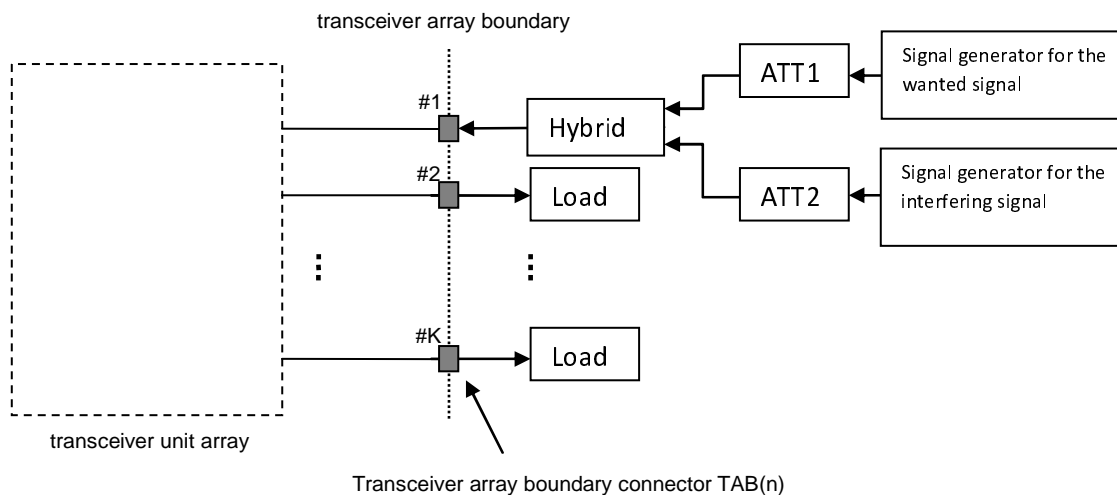 transceiver array boundary
Signal generator for the
wanted signal
ATT1
#1
Hybrid
#2
Load
ATT2
Signal generator for the
interfering signal
...
...
#K
Load
transceiver unit array
Transceiver array boundary connector TAB(n)